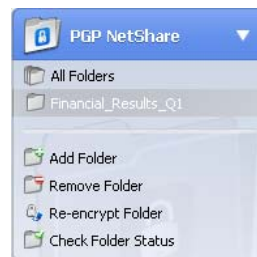 PGP NetShare
All Folders
Financial_Results_Q1
Add Folder
Remove Folder
Re-encrypt Folder
Check Folder Status